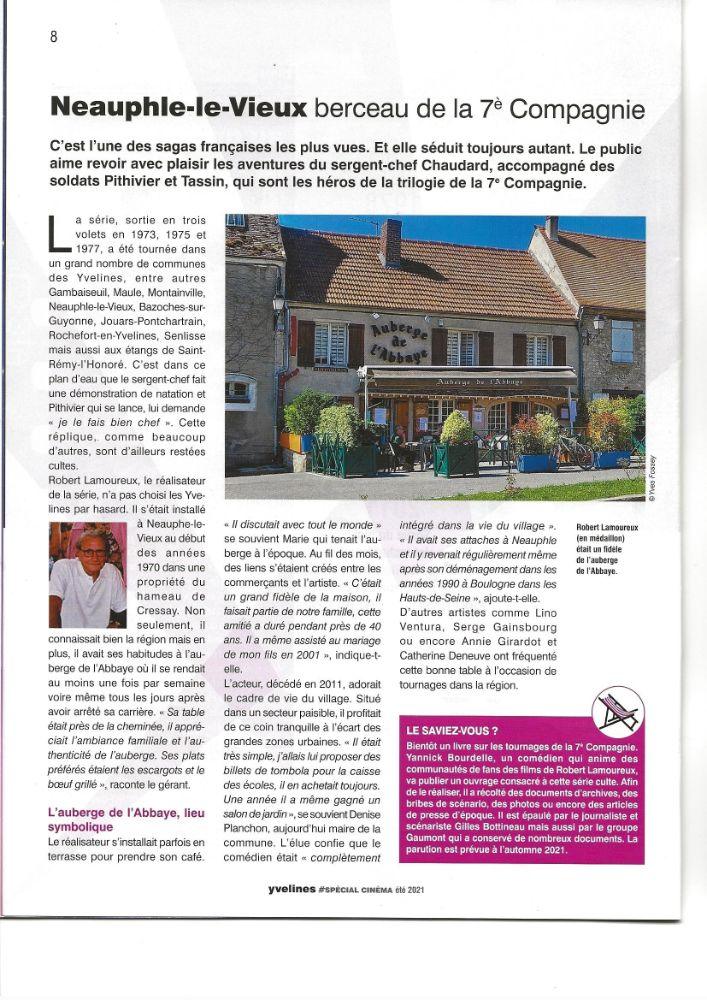 8
Neauphle-le-Vieux berceau de la 7è Compagnie
C'est l'une des sagas françaises les plus vues. Et elle séduit toujours autant. Le public
aime revoir avec plaisir les aventures du sergent-chef Chaudard, accompagné des
soldats Pithivier et Tassin, qui sont les héros de la trilogie de la 7e Compagnie.
La série, sortie en trois
volets en 1973, 1975 et
1977, a été tournée dans
un grand nombre de communes
des Yvelines, entre autres
Gambaiseuil, Maule, Montainville,
Neauphle-le-Vieux, Bazoches-sur-
Guyonne, Jouars-Pontchartrain,
Rochefort-en-Yvelines, Senlisse
mais aussi aux étangs de Saint-
Rémy-l'Honoré. C'est dans ce
plan d'eau que le sergent-chef fait
une démonstration de natation et
Pithivier qui se lance, lui demande
« je le fais bien chef ». Cette
réplique, comme beaucoup
d'autres, sont d'ailleurs restées
cultes.
Robert Lamoureux, le réalisateur
de la série, n'a pas choisi les Yve-
lines par hasard. Il s'était installé
à Neauphe-le-
Vieux au début
des années
1970 dans une
propriété du
hameau de
Cressay. Non
seulement, il
connaissait bien la région mais en
plus, il avait ses habitudes à l'au-
berge de l'Abbaye où il se rendait
au moins une fois par semaine
voire même tous les jours après
avoir arrêté sa carrière. « Sa table
était près de la cheminée, il appré-
ciait l'ambiance familiale et l'au-
thenticité de l'auberge. Ses plats
préférés étaient les escargots et le
bœuf grillé », raconte le gérant.
L'auberge de l'Abbaye, lieu
symbolique
Le réalisateur s'installait parfois en
terrasse pour prendre son café.
Auberge
de
l'Abbaye
Auberge de l'Abbaye
©Yves Fossey
« Il discutait avec tout le monde »
se souvient Marie qui tenait l'au-
berge à l'époque. Au fil des mois,
des liens s'étaient créés entre les
commerçants et l'artiste. « C'était
un grand fidèle de la maison, il
faisait partie de notre famille, cette
amitié a duré pendant près de 40
ans. Il a même assisté au mariage
de mon fils en 2001 », indique-t-
elle.
L'acteur, décédé en 2011, adorait
le cadre de vie du village. Situé
dans un secteur paisible, il profitait
de ce coin tranquille à l'écart des
grandes zones urbaines. « Il était
très simple, j'allais lui proposer des
billets de tombola pour la caisse
des écoles, il en achetait toujours.
Une année il a même gagné un
salon de jardin », se souvient Denise
Planchon, aujourd'hui maire de la
commune. L'élue confie que le
comédien était « complètement
intégré dans la vie du village ».
« Il avait ses attaches à Neauphle
et il y revenait régulièrement même
après son déménagement dans les
années 1990 à Boulogne dans les
Hauts-de-Seine », ajoute-t-elle.
D'autres artistes comme Lino
Ventura, Serge Gainsbourg
ou encore Annie Girardot et
Catherine Deneuve ont fréquenté
cette bonne table à l'occasion de
tournages dans la région.
Robert Lamoureux
(en médaillon)
était un fidèle
de l'auberge
de l'Abbaye.
LE SAVIEZ-VOUS ?
Bientôt un livre sur les tournages de la 7e Compagnie.
Yannick Bourdelle, un comédien qui anime des
communautés de fans des films de Robert Lamoureux,
va publier un ouvrage consacré à cette série culte. Afin
de le réaliser, il a récolté des documents d'archives, des
bribes de scénario, des photos ou encore des articles
de presse d'époque. Il est épaulé par le journaliste et
scénariste Gilles Bottineau mais aussi par le groupe
Gaumont qui a conservé de nombreux documents. La
parution est prévue à l'automne 2021.
yvelines #SPÉCIAL CINÉMA été 2021